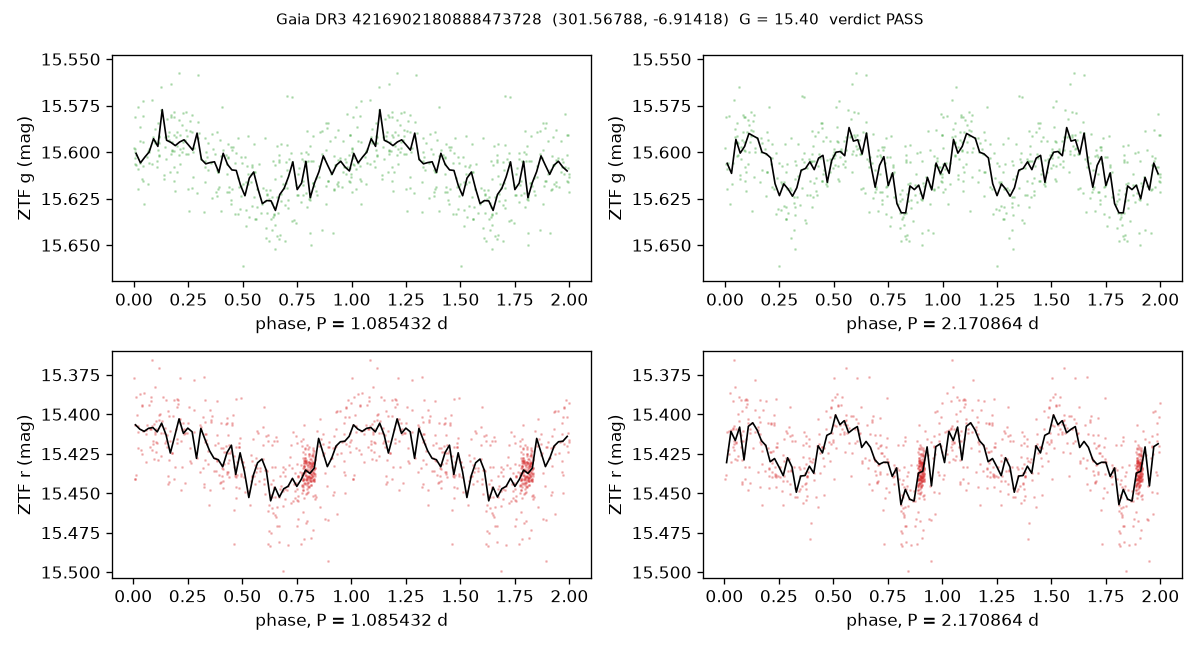 Gaia DR3 4216902180888473728  (301.56788, -6.91418)  G = 15.40  verdict PASS
ZTF g (mag)
15.550
15.575
15.600
15.625
15.650
0.00 0.25 0.50 0.75 1.00 1.25 1.50 1.75 2.00
phase, P = 1.085432 d
ZTF g (mag)
15.550
15.575
15.600
15.625
15.650
0.00 0.25 0.50 0.75 1.00 1.25 1.50 1.75 2.00
phase, P = 2.170864 d
ZTF r (mag)
15.375
15.400
15.425
15.450
15.475
15.500
0.00 0.25 0.50 0.75 1.00 1.25 1.50 1.75 2.00
phase, P = 1.085432 d
ZTF r (mag)
15.375
15.400
15.425
15.450
15.475
15.500
0.00 0.25 0.50 0.75 1.00 1.25 1.50 1.75 2.00
phase, P = 2.170864 d